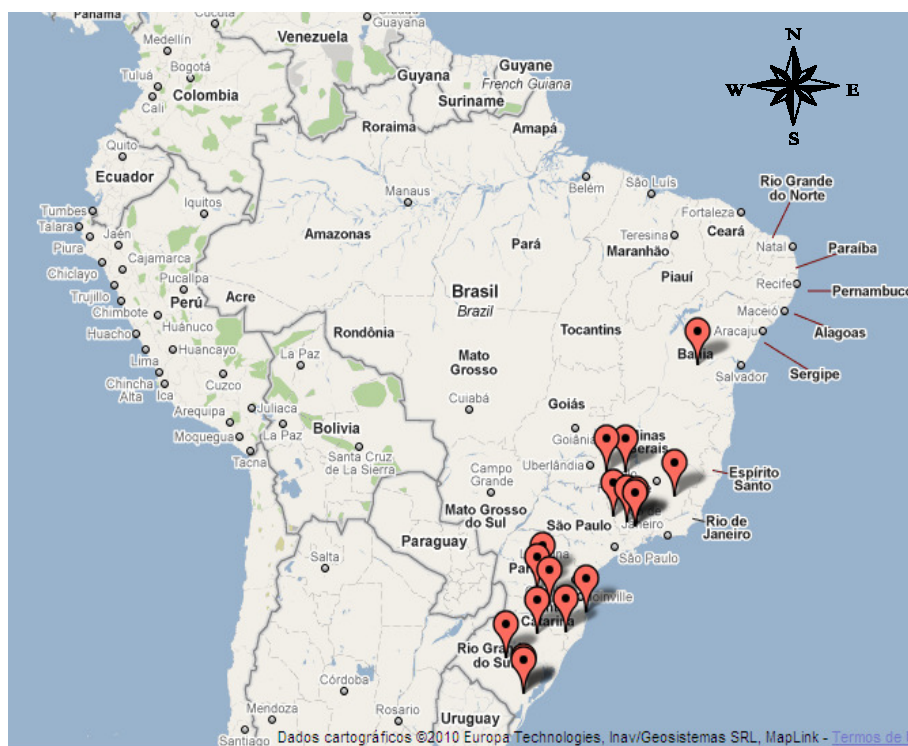 Panamá
Medellín
Bogotá
Tuluá
Cali
Colombia
Venezuela
Guayana
Guyana
Suriname
Guyane
French Guiana
Roraima
Amapá
N
W
E
S
Quito
Ecuador
Iquitos
Tumbes
Talara
Piura
Jaén
Chiclayo
Cajamarca
Trujillo
Pucallpa
Chimbote
Perú
Huánuco
Huacho
Huancayo
Lima
Chincha
Alta
Ica
Cuzco
Arequipa
Juliaca
Moquegua
La Paz
Tacna
Manaus
Amazonas
Acre
Rondônia
Belém
São Luís
Pará
Teresina
Maranhão
Fortaleza
Ceará
Rio Grande
do Norte
Natal
Paraíba
Piauí
Recife
Pernambuco
Brasil
Brazil
Maceió
Alagoas
Tocantins
Aracaju
Sergipe
Bahia
Salvador
Mato
Grosso
Cuiabá
La Paz
Bolivia
Santa Cruz
de La Sierra
Goiás
Goiânia
Uberlândia
Campo
Grande
Mato Grosso
do Sul
Espírito
Santo
São Paulo
Janeiro
Rio de
Janeiro
São Paulo
Paraguay
Salta
Catarina
Rio Grande
do Sul
Córdoba
Mendoza
Rosario
Uruguay
Santiago
Dados cartográficos ©2010 Europa Technologies, Inav/Geosistemas SRL, MapLink - Termos de